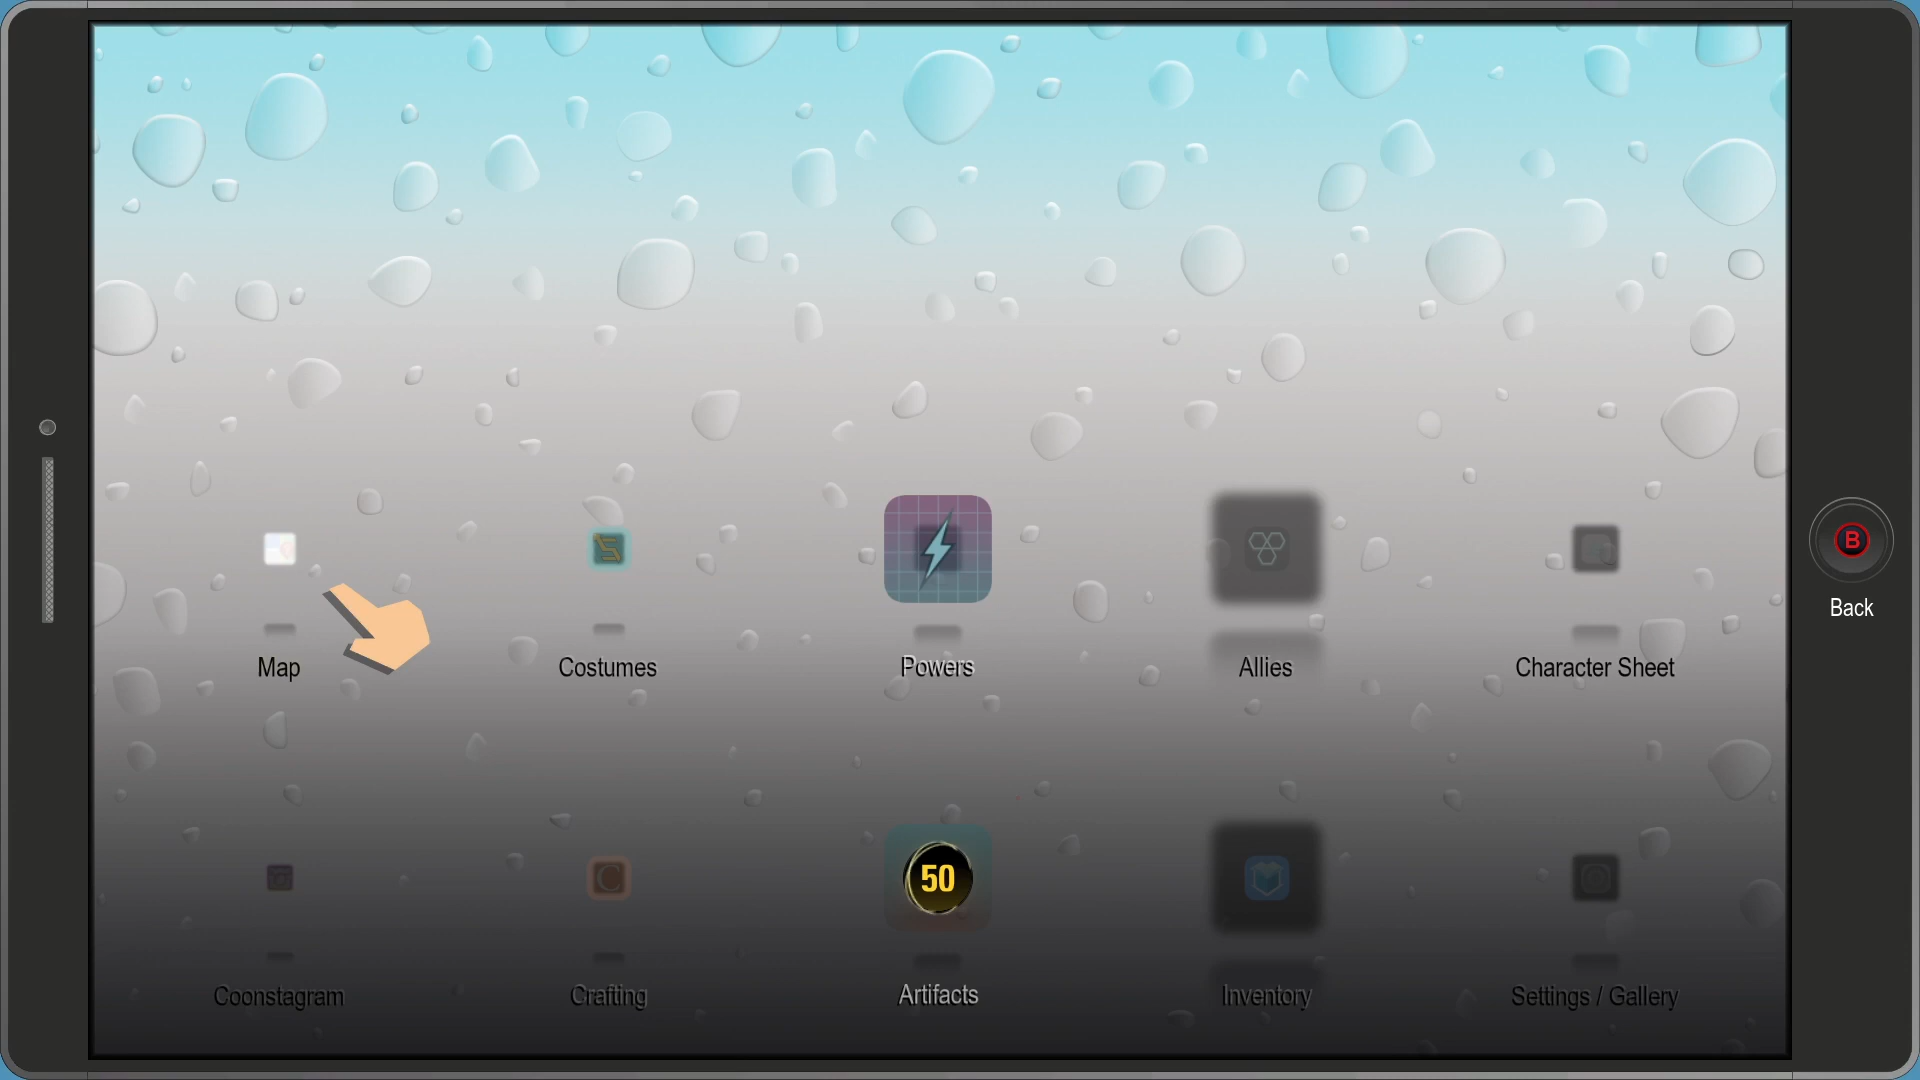 B
Back
Map
Costumes
Powers
Allies
Character Sheet
C
50
Coonstagram
Crafting
Artifacts
Inventory
Settings / Gallery